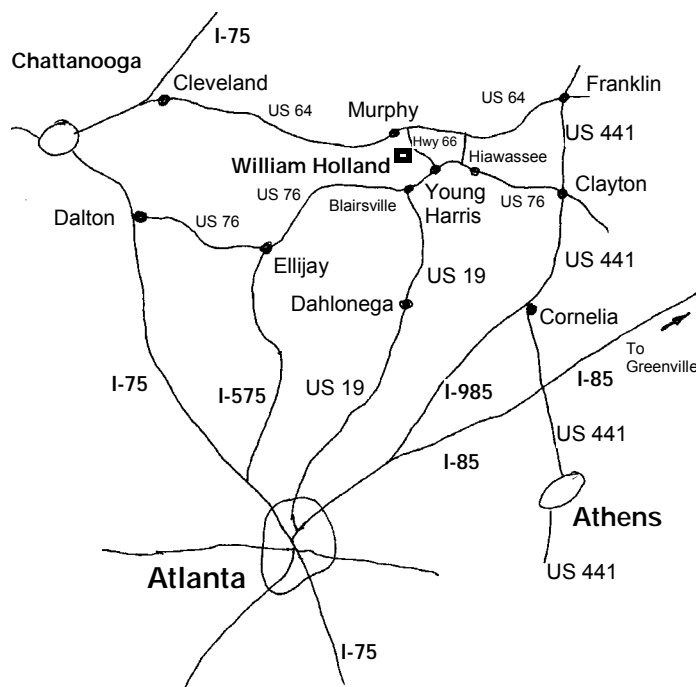 I-75
Chattanooga
Cleveland
Franklin
US 64
US 64
Murphy
US 441
Hwy 66
William Holland
Hiawassee
US 76
Young
Harris
Clayton
Blairsville
US 76
Dalton
US 76
Ellijay
US 19
US 441
Dahlonega
Cornelia
To
Greenville
I-75
I-575
US 19
I-985
I-85
US 441
I-85
Athens
Atlanta
US 441
I-75